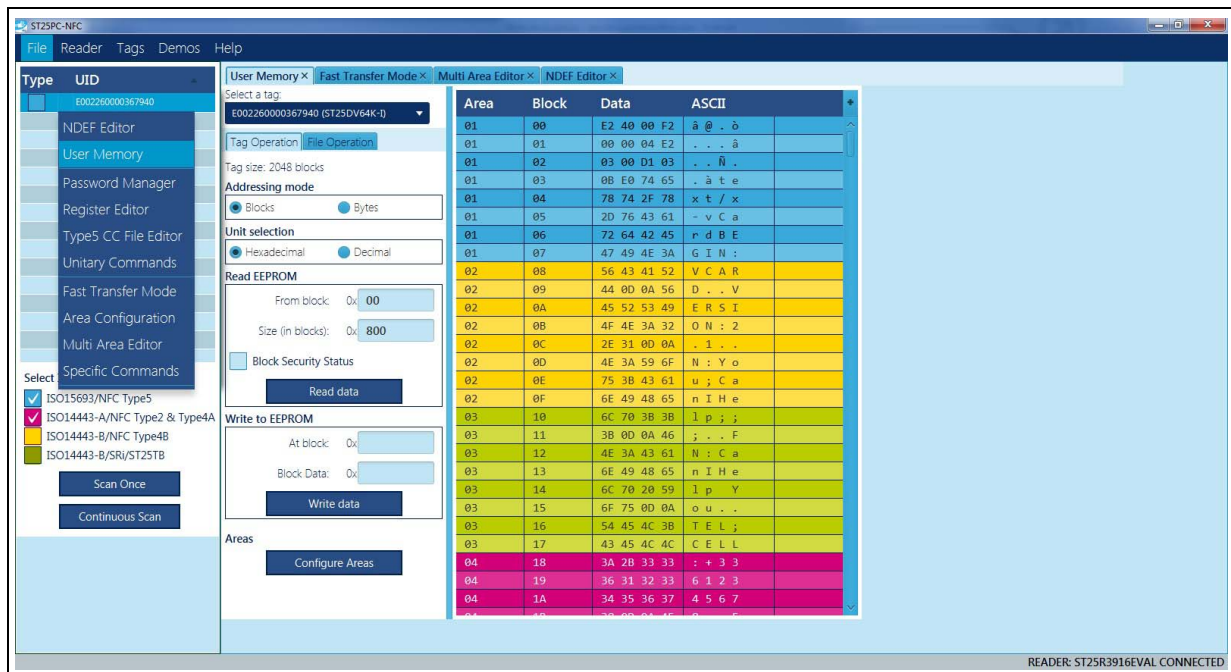 ST25PC-NFC
File Reader Tags Demos Help
Type UID
E002260000367940
NDEF Editor
User Memory
Password Manager
Register Editor
Type5 CC File Editor
Unitary Commands
Fast Transfer Mode
Area Configuration
Multi Area Editor
Specific Commands
Select
ISO15693/NFC Type5
ISO14443-A/NFC Type2 & Type4A
ISO14443-B/NFC Type4B
ISO14443-B/SRi/ST25TB
Scan Once
Continuous Scan
User Memory × Fast Transfer Mode × Multi Area Editor × NDEF Editor ×
Select a tag:
E002260000367940 (ST25DV64K-I)
Tag Operation File Operation
Tag size: 2048 blocks
Addressing mode
Blocks Bytes
Unit selection
Hexadecimal Decimal
Read EEPROM
From block: 0x 00
Size (in blocks): 0x 800
Block Security Status
Read data
Write to EEPROM
At block: 0x
Block Data: 0x
Write data
Areas
Configure Areas
Area Block Data ASCII +
01 00 E2 40 00 F2 â @ . ò
01 01 00 00 04 E2 . . . â
01 02 03 00 D1 03 . . Ñ .
01 03 0B E0 74 65 . à t e
01 04 78 74 2F 78 x t / x
01 05 2D 76 43 61 - v C a
01 06 72 64 42 45 r d B E
01 07 47 49 4E 3A G I N :
02 08 56 43 41 52 V C A R
02 09 44 0D 0A 56 D . . V
02 0A 45 52 53 49 E R S I
02 0B 4F 4E 3A 32 O N : 2
02 0C 2E 31 0D 0A . 1 . .
02 0D 4E 3A 59 6F N : Y o
02 0E 75 3B 43 61 u ; C a
02 0F 6E 49 48 65 n I H e
03 10 6C 70 3B 3B l p ; ;
03 11 3B 0D 0A 46 ; . . F
03 12 4E 3A 43 61 N : C a
03 13 6E 49 48 65 n I H e
03 14 6C 70 20 59 l p Y
03 15 6F 75 0D 0A o u . .
03 16 54 45 4C 3B T E L ;
03 17 43 45 4C 4C C E L L
04 18 3A 2B 33 33 : + 3 3
04 19 36 31 32 33 6 1 2 3
04 1A 34 35 36 37 4 5 6 7
READER: ST25R3916EVAL CONNECTED